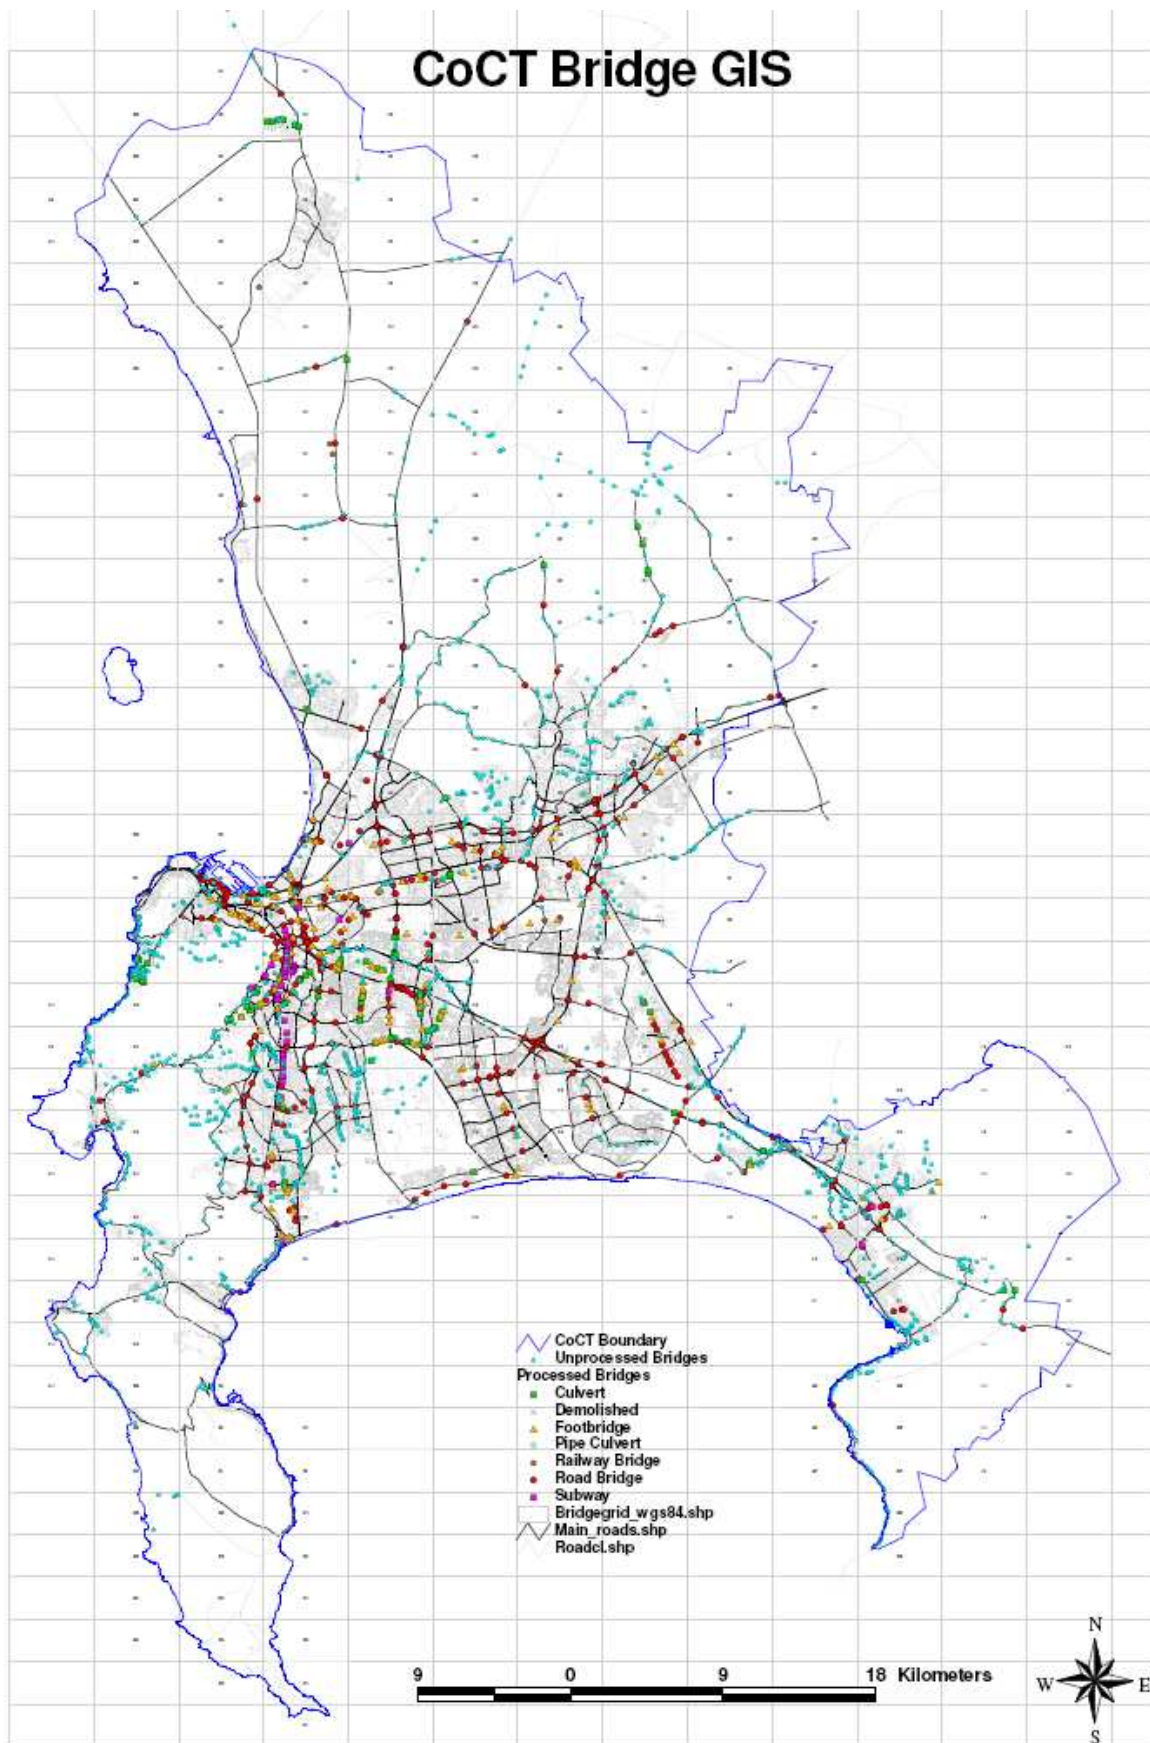 CoCT Bridge GIS
CoCT Boundary
Unprocessed Bridges
Processed Bridges
Culvert
Demolished
Footbridge
Pipe Culvert
Railway Bridge
Road Bridge
Subway
Bridgegrid_wgs84.shp
Main_roads.shp
Roadcl.shp
9 0 9 18 Kilometers
N
W E
S